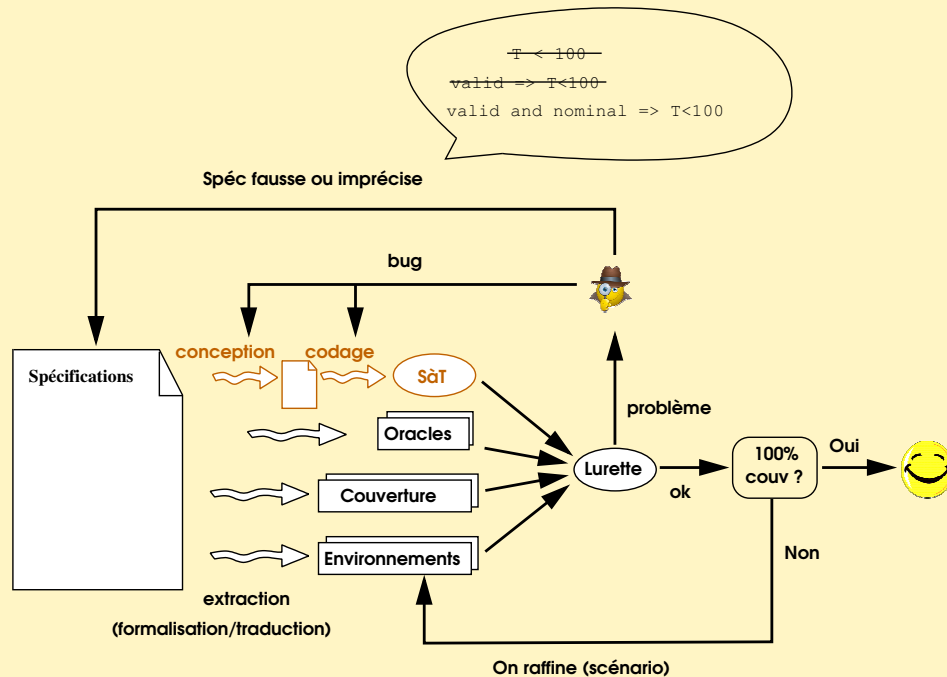 T < 100
valid => T<100
valid and nominal => T<100
Spéc fausse ou imprécise
bug
conception
codage
Spécifications
SàT
Oracles
problème
Couverture
Lurette
ok
100%
couv ?
Oui
Environnements
Non
extraction
(formalisation/traduction)
On raffine (scénario)